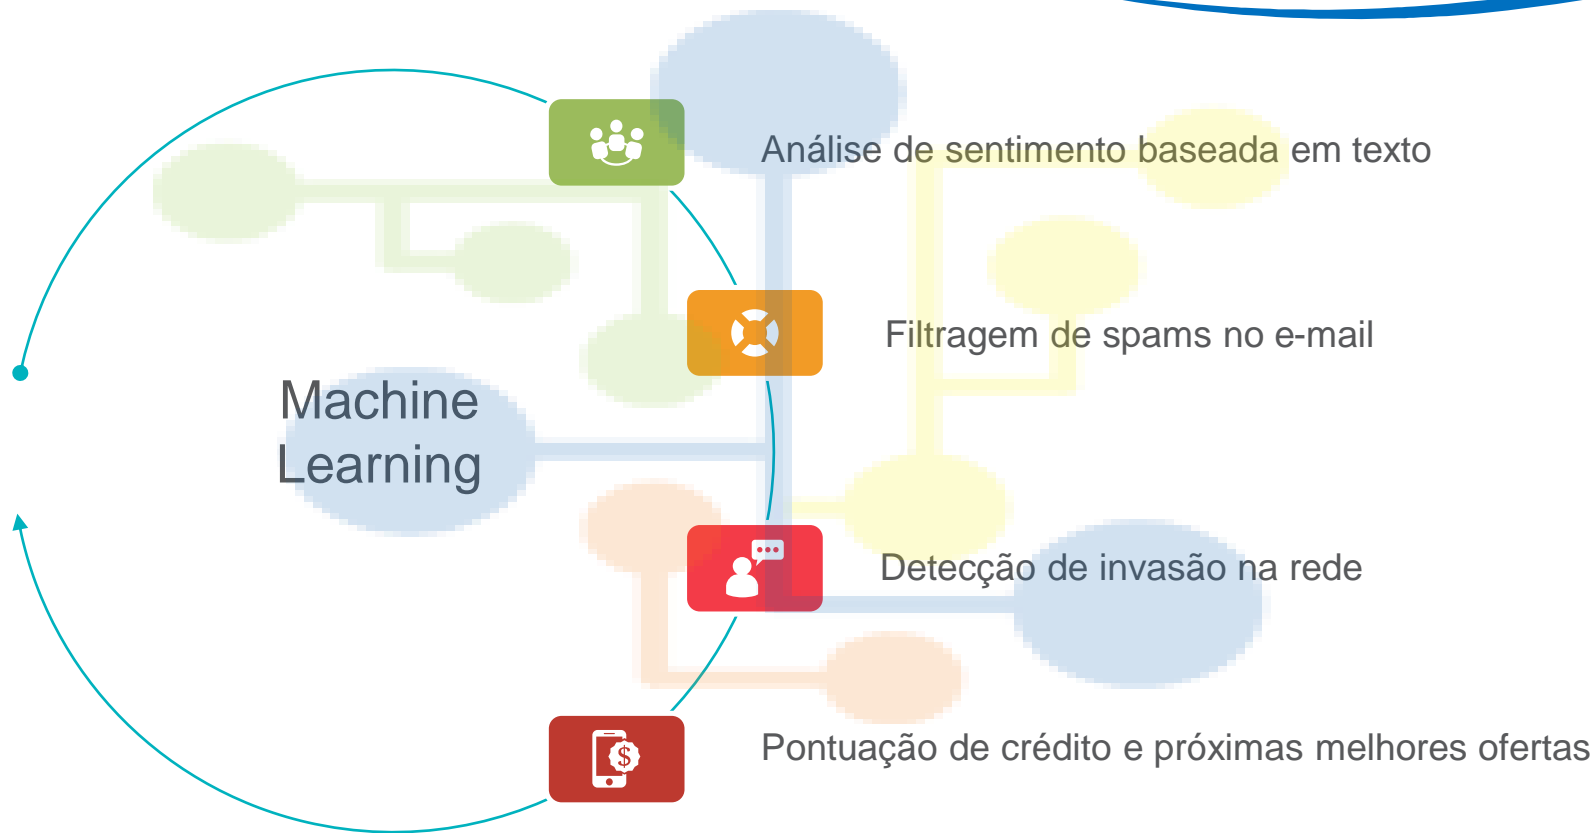 Análise de sentimento baseada em texto
Filtragem de spams no e-mail
Machine
Learning
Detecção de invasão na rede
Pontuação de crédito e próximas melhores ofertas